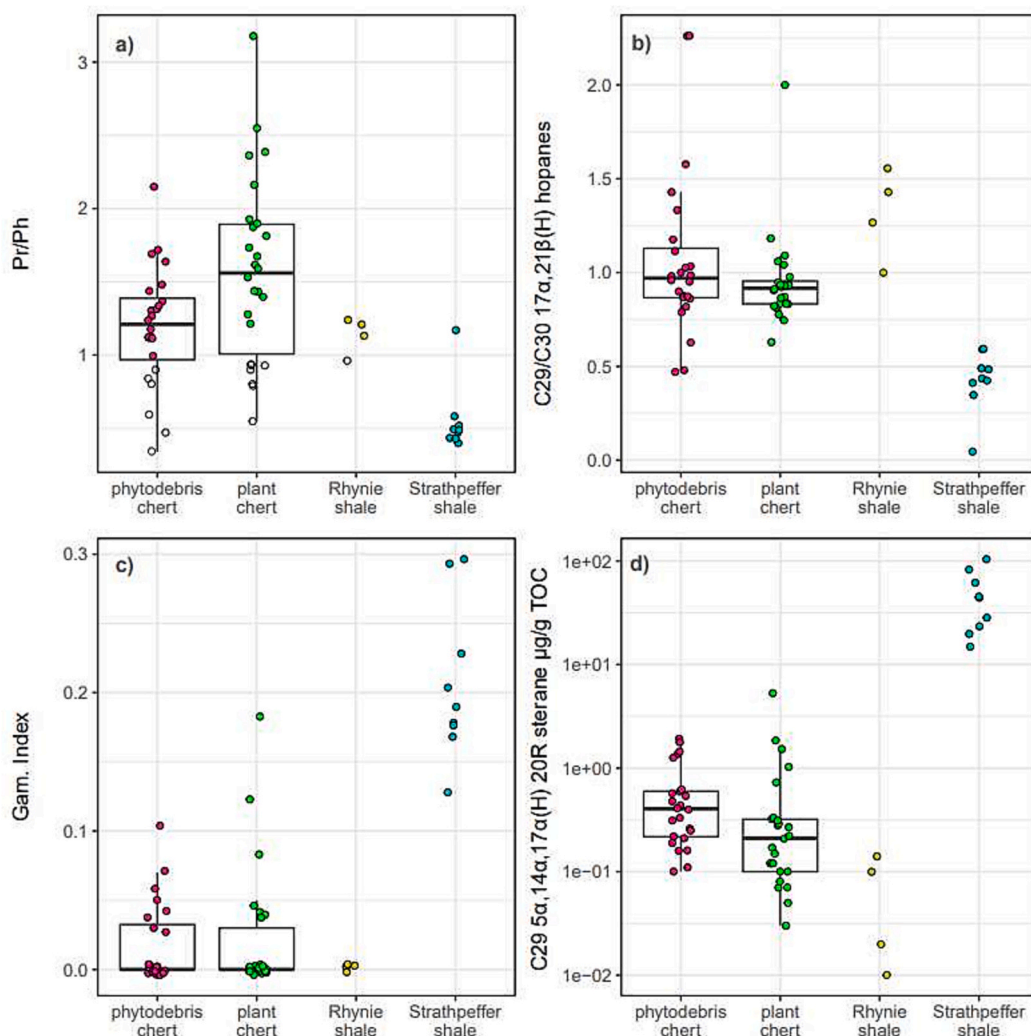 a)
3
2
1
Pr/Ph
phytodebris plant Rhynie Strathpeffer
chert chert shale shale
b)
2.0
1.5
1.0
0.5
0.0
C29/C30 17α,21β(H) hopanes
phytodebris plant Rhynie Strathpeffer
chert chert shale shale
c)
0.3
0.2
0.1
0.0
Gam. Index
phytodebris plant Rhynie Strathpeffer
chert chert shale shale
d)
1e+02
1e+01
1e+00
1e−01
1e−02
C29 5α,14α,17α(H) 20R sterane µg/g TOC
phytodebris plant Rhynie Strathpeffer
chert chert shale shale